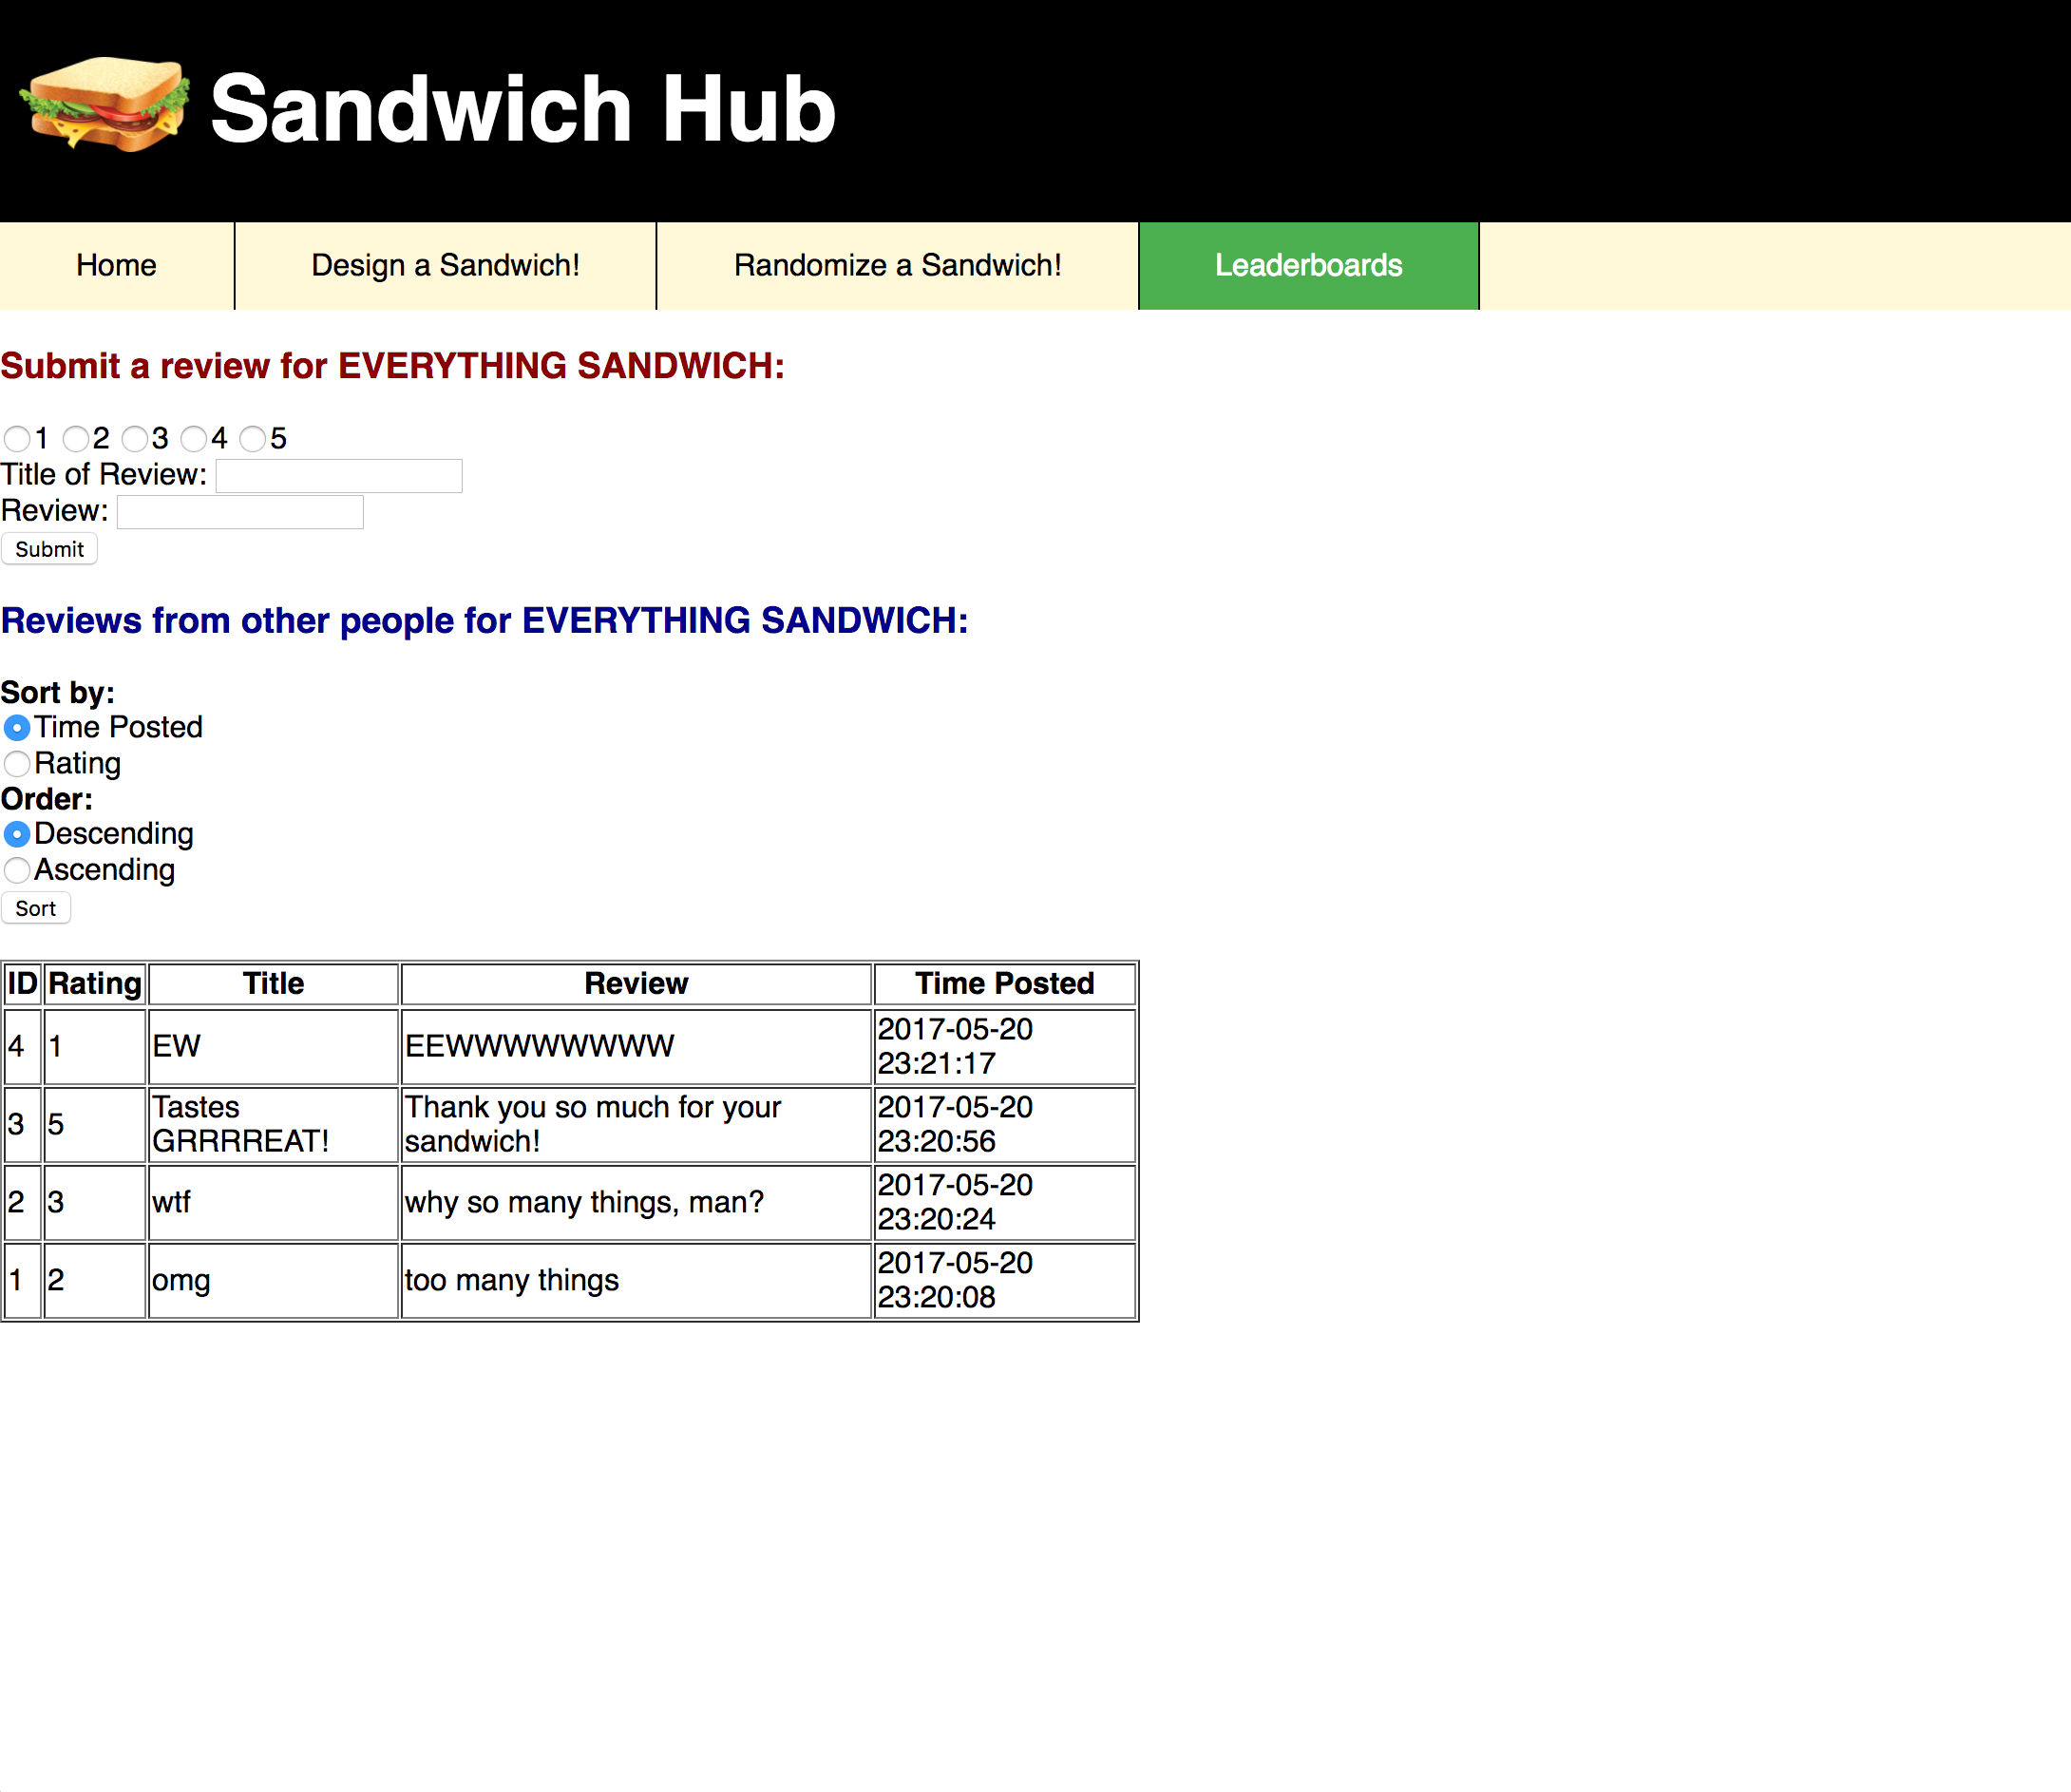 Sandwich Hub
Home Design a Sandwich! Randomize a Sandwich! Leaderboards
Submit a review for EVERYTHING SANDWICH:
1 2 3 4 5
Title of Review:
Review:
Submit
Reviews from other people for EVERYTHING SANDWICH:
Sort by:
Time Posted
Rating
Order:
Descending
Ascending
Sort
ID Rating Title Review Time Posted
4 1 EW EEWWWWWWWW 2017-05-20
23:21:17
3 5 Tastes Thank you so much for your 2017-05-20
GRRRREAT! sandwich! 23:20:56
2 3 wtf why so many things, man? 2017-05-20
23:20:24
1 2 omg too many things 2017-05-20
23:20:08